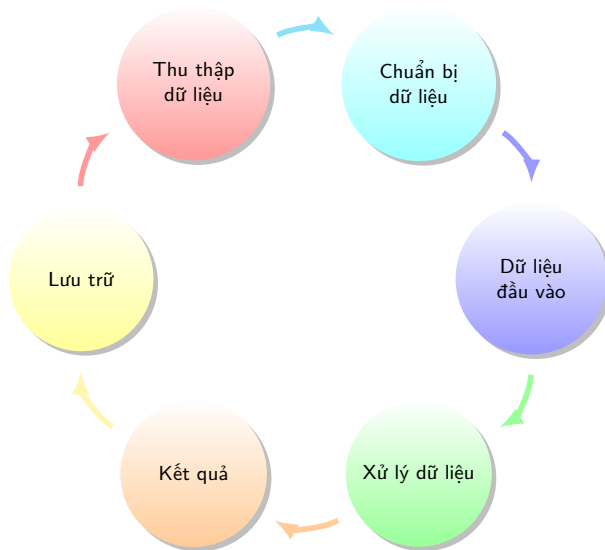 Thu thập
dữ liệu
Chuẩn bị
dữ liệu
Dữ liệu
đầu vào
Xử lý dữ liệu
Kết quả
Lưu trữ